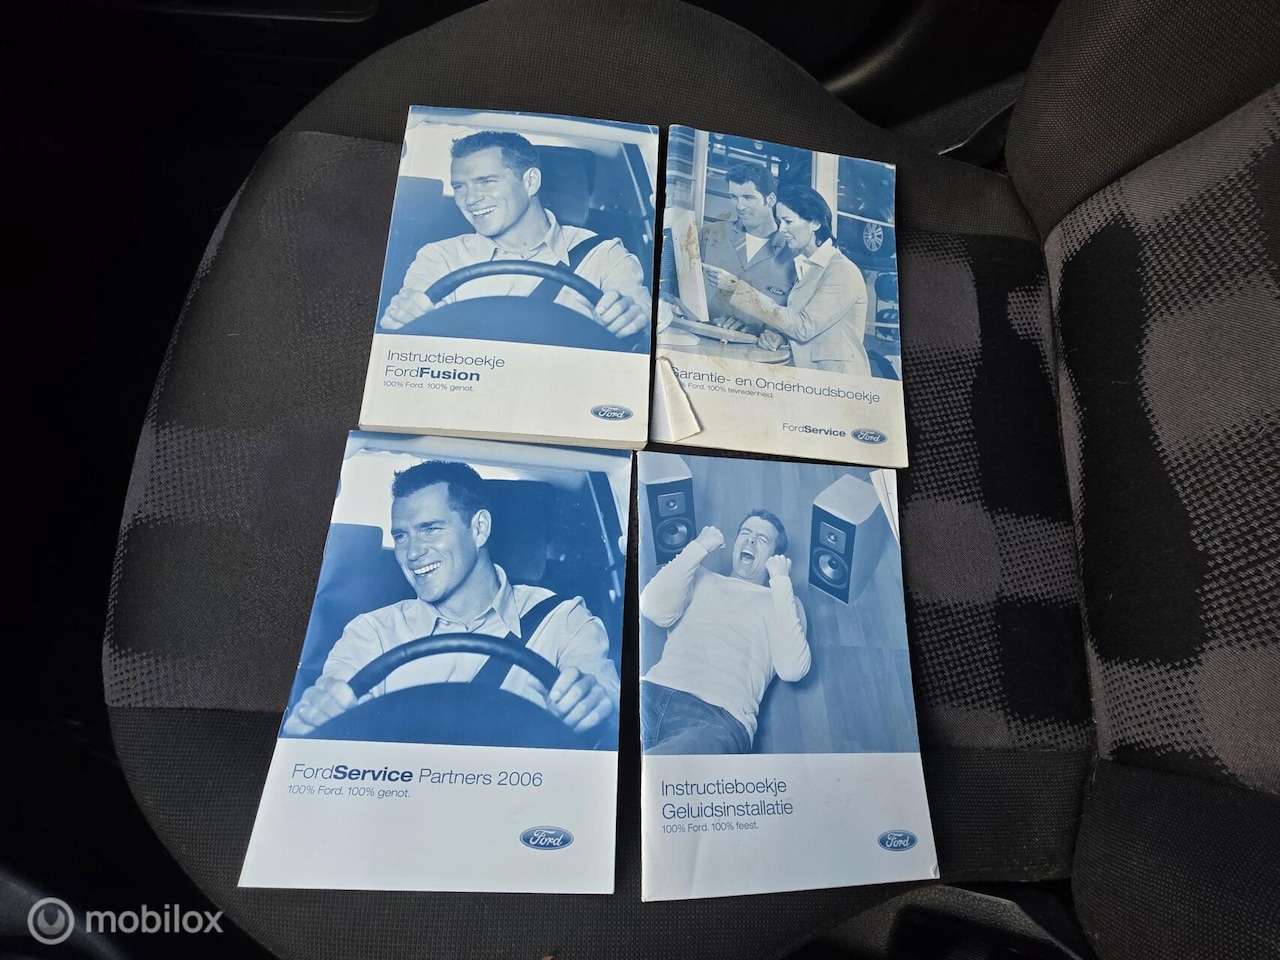 Instructieboekje
FordFusion
100% Ford. 100% genot.
Ford
Garantie- en Onderhoudsboekje
Ford. 100% tevredenheid.
FordService
Ford
FordService Partners 2006
100% Ford. 100% genot.
Ford
Instructieboekje
Geluidsinstallatie
100% Ford. 100% feest.
Ford
mobilox